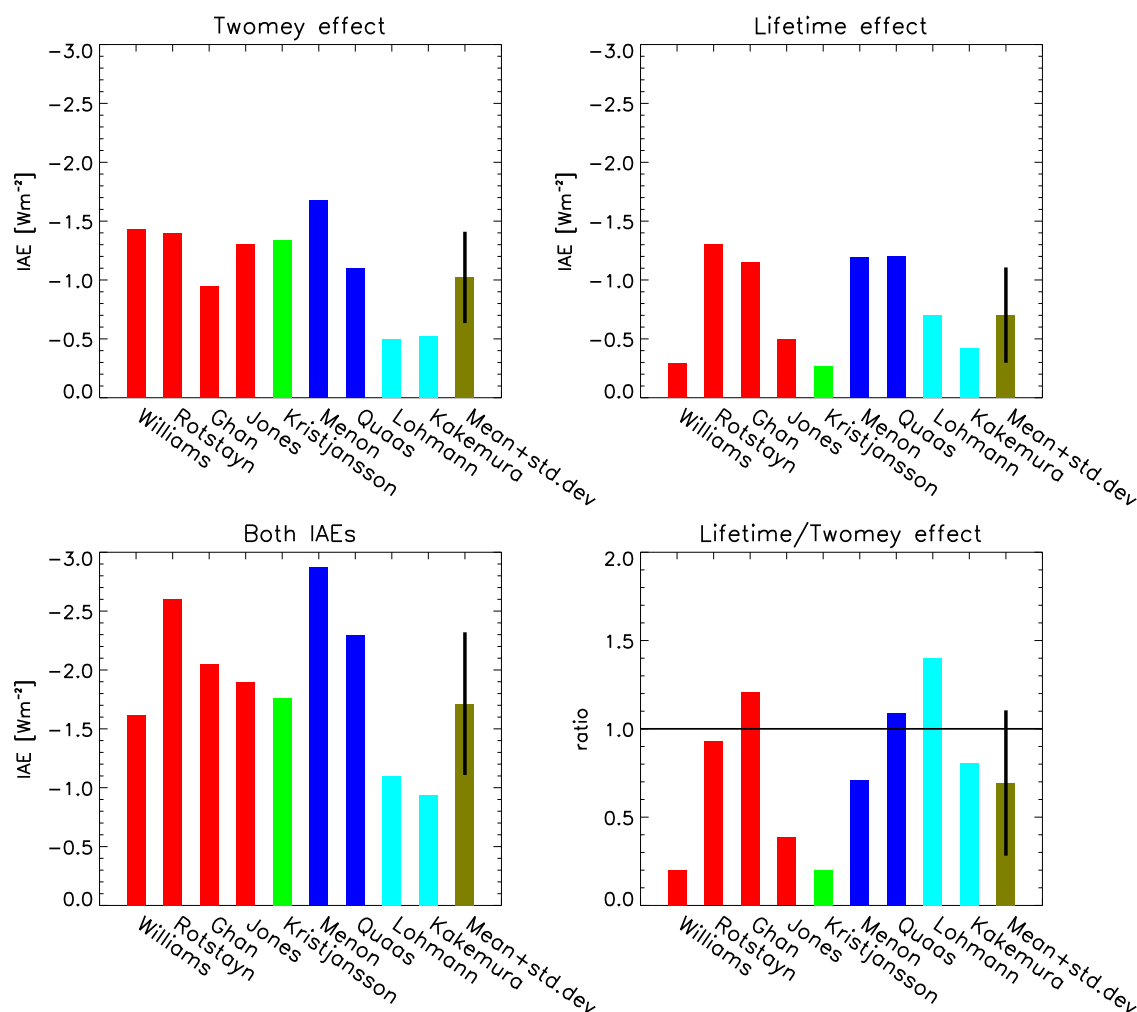 Twomey effect
IAE [Wm⁻²]
−3.0
−2.5
−2.0
−1.5
−1.0
−0.5
0.0
Williams
Rotstayn
Ghan
Jones
Kristjansson
Menon
Quaas
Lohmann
Kakemura
Mean+std.dev
Lifetime effect
IAE [Wm⁻²]
−3.0
−2.5
−2.0
−1.5
−1.0
−0.5
0.0
Williams
Rotstayn
Ghan
Jones
Kristjansson
Menon
Quaas
Lohmann
Kakemura
Mean+std.dev
Both IAEs
IAE [Wm⁻²]
−3.0
−2.5
−2.0
−1.5
−1.0
−0.5
0.0
Williams
Rotstayn
Ghan
Jones
Kristjansson
Menon
Quaas
Lohmann
Kakemura
Mean+std.dev
Lifetime/Twomey effect
ratio
2.0
1.5
1.0
0.5
0.0
Williams
Rotstayn
Ghan
Jones
Kristjansson
Menon
Quaas
Lohmann
Kakemura
Mean+std.dev